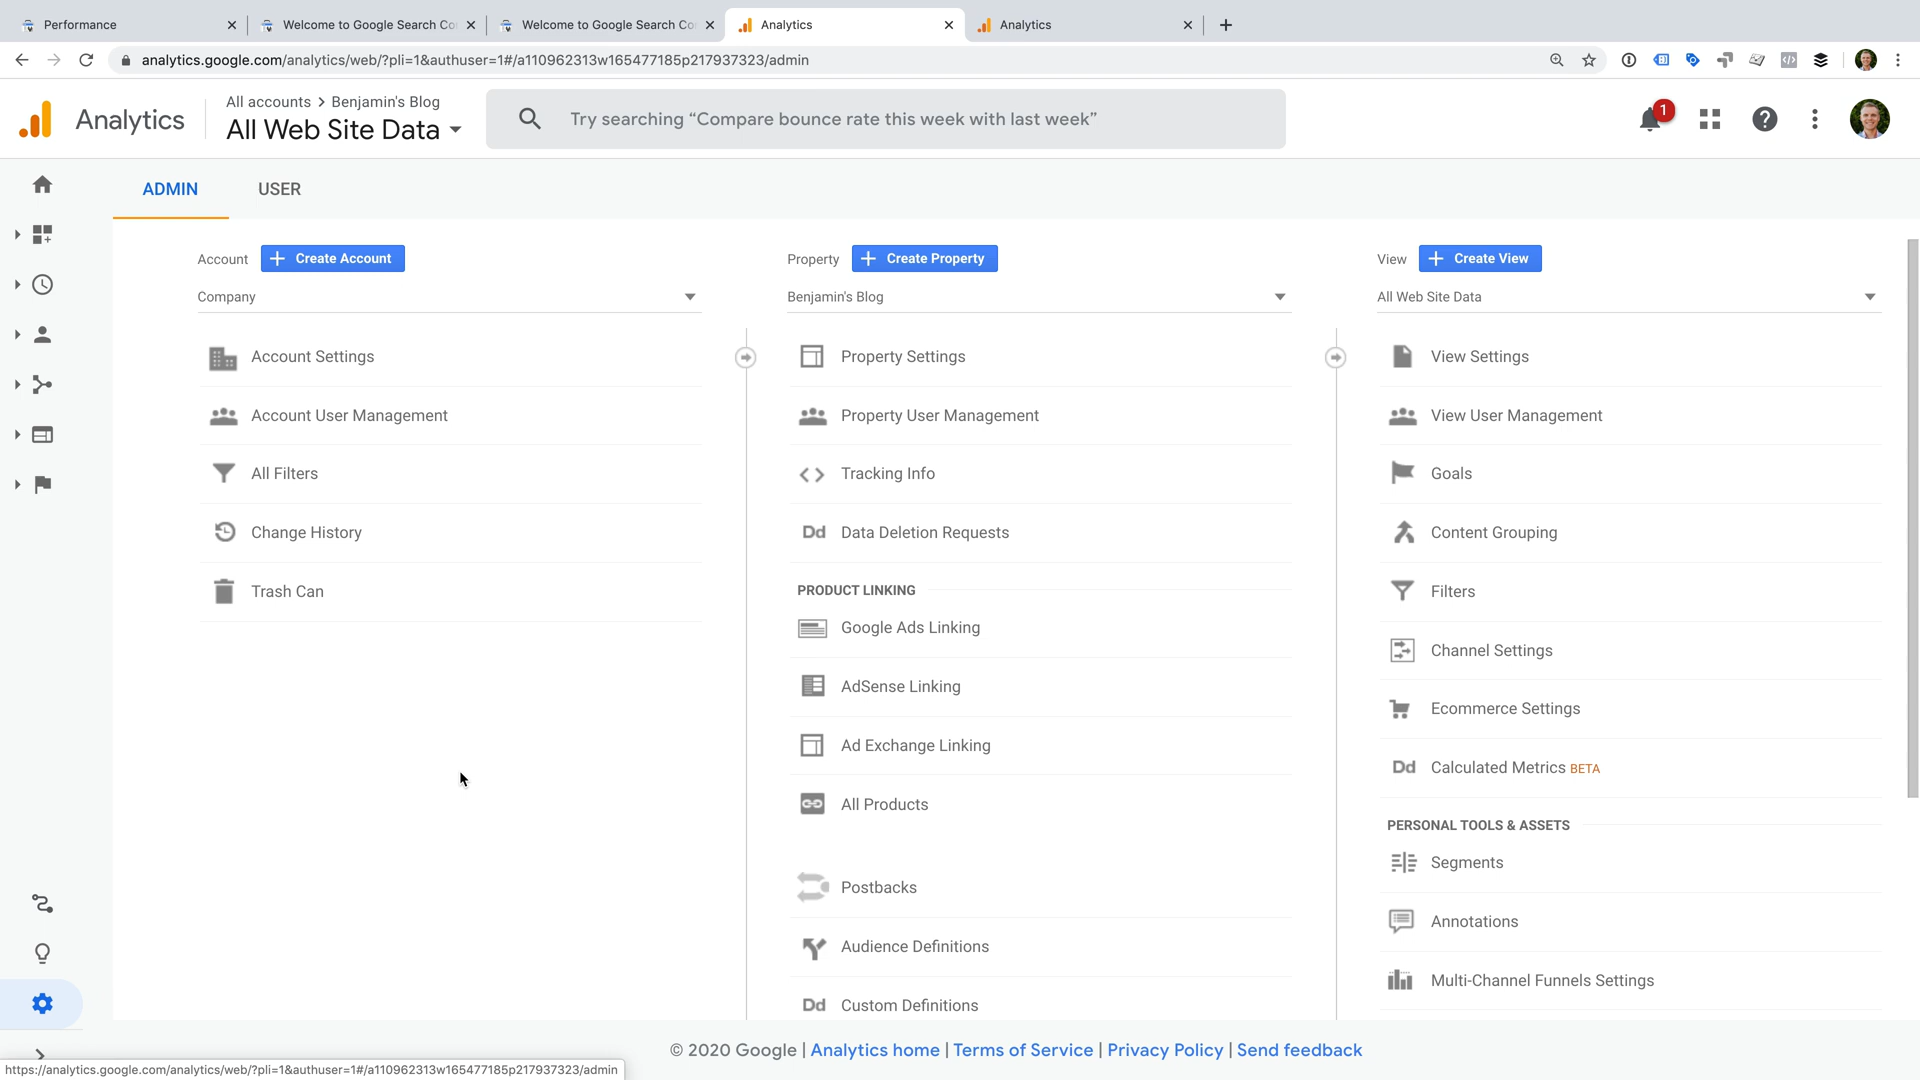 Performance
Welcome to Google Search Co
Welcome to Google Search Co
Analytics
Analytics
analytics.google.com/analytics/web/?pli=1&authuser=1#/a110962313w165477185p217937323/admin
Analytics
All accounts > Benjamin's Blog
All Web Site Data
Try searching “Compare bounce rate this week with last week”
1
ADMIN
USER
Account
+ Create Account
Company
Account Settings
Account User Management
All Filters
Change History
Trash Can
Property
+ Create Property
Benjamin's Blog
Property Settings
Property User Management
Tracking Info
Dd Data Deletion Requests
PRODUCT LINKING
Google Ads Linking
AdSense Linking
Ad Exchange Linking
All Products
Postbacks
Audience Definitions
Dd Custom Definitions
View
+ Create View
All Web Site Data
View Settings
View User Management
Goals
Content Grouping
Filters
Channel Settings
Ecommerce Settings
Dd Calculated Metrics BETA
PERSONAL TOOLS & ASSETS
Segments
Annotations
Multi-Channel Funnels Settings
© 2020 Google | Analytics home | Terms of Service | Privacy Policy | Send feedback
https://analytics.google.com/analytics/web/?pli=1&authuser=1#/a110962313w165477185p217937323/admin